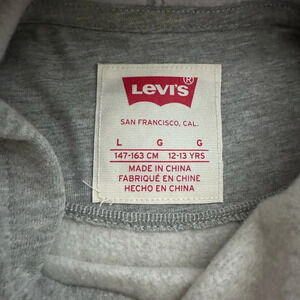 LEVI'S®
SAN FRANCISCO, CAL.
L G G
147-163 CM 12-13 YRS
MADE IN CHINA
FABRIQUÉ EN CHINE
HECHO EN CHINA